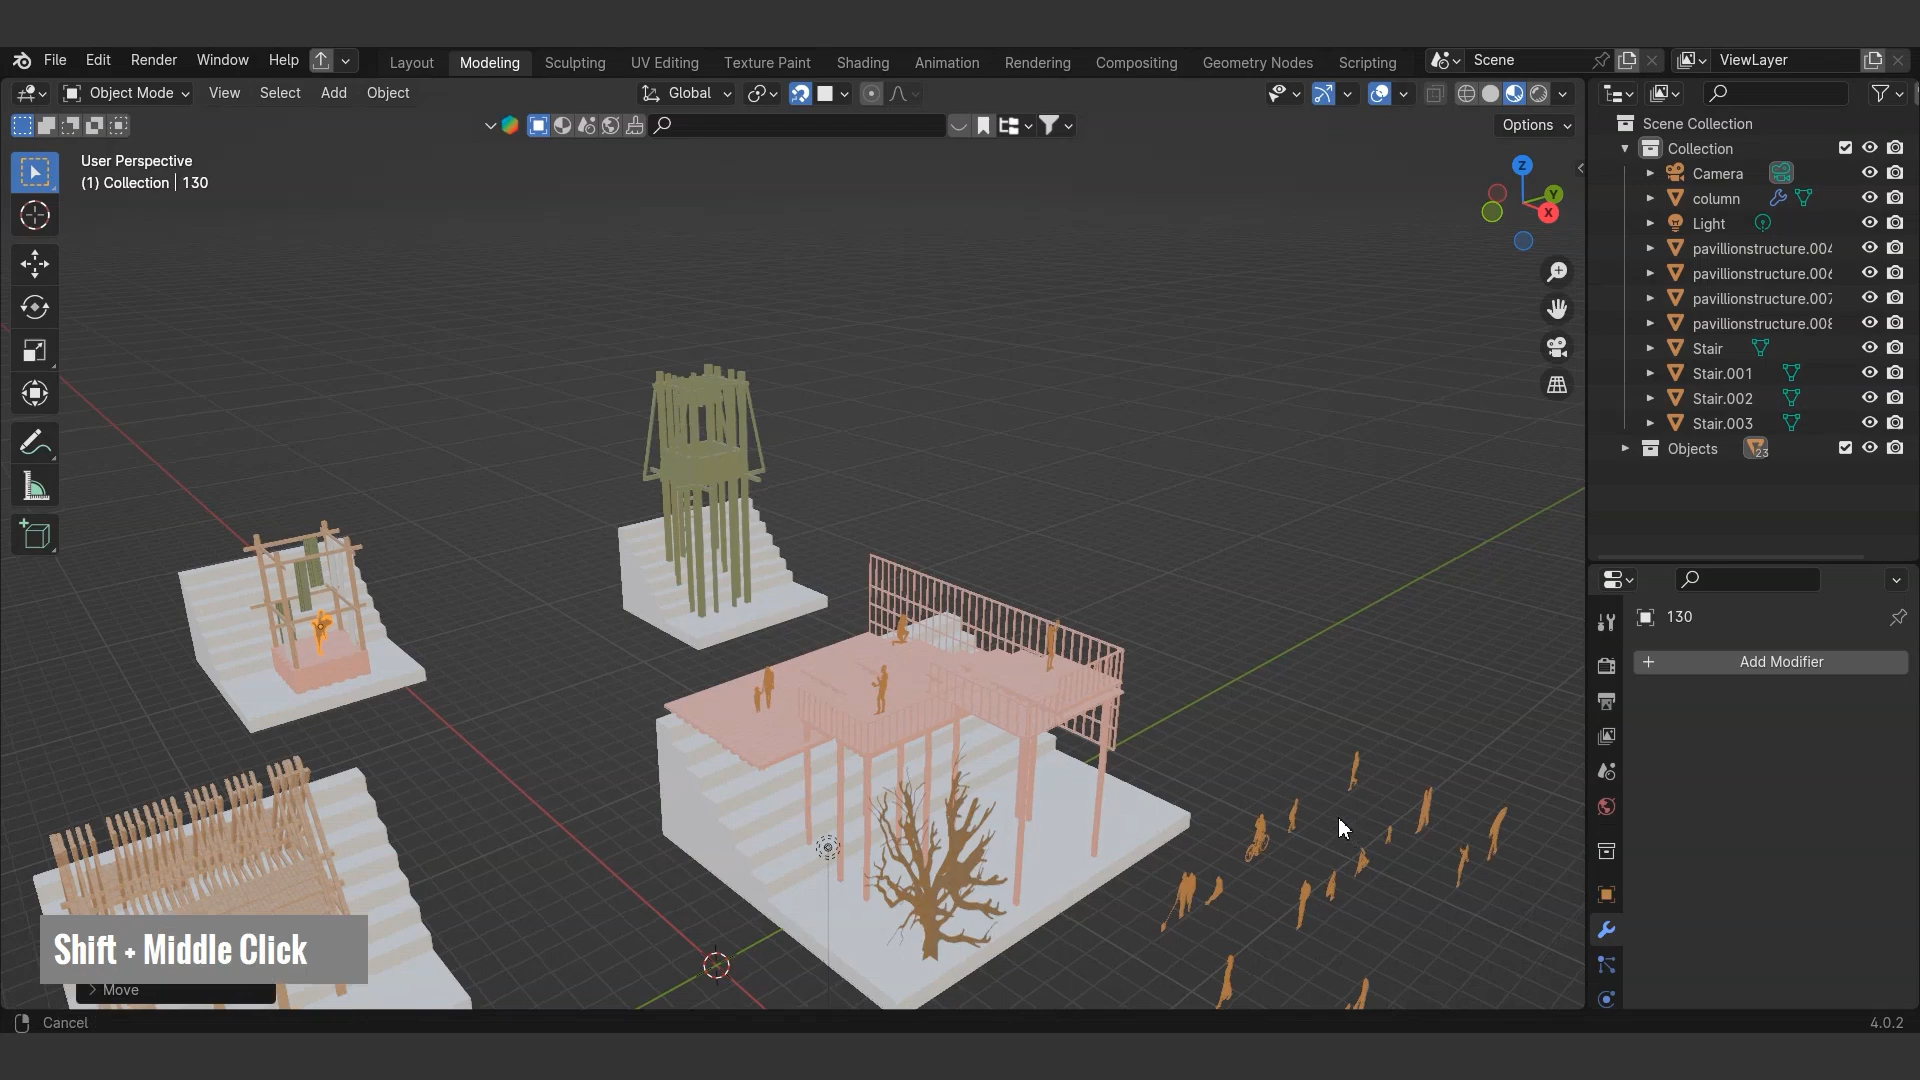 File Edit Render Window Help
Layout Modeling Sculpting UV Editing Texture Paint Shading Animation Rendering Compositing Geometry Nodes Scripting
Scene
ViewLayer
Object Mode View Select Add Object
Global
Options
User Perspective
(1) Collection | 130
Z
Y
X
Scene Collection
Collection
Camera
column
Light
pavillionstructure.004
pavillionstructure.006
pavillionstructure.007
pavillionstructure.008
Stair
Stair.001
Stair.002
Stair.003
Objects 23
130
+ Add Modifier
Shift + Middle Click
Move
Cancel
4.0.2